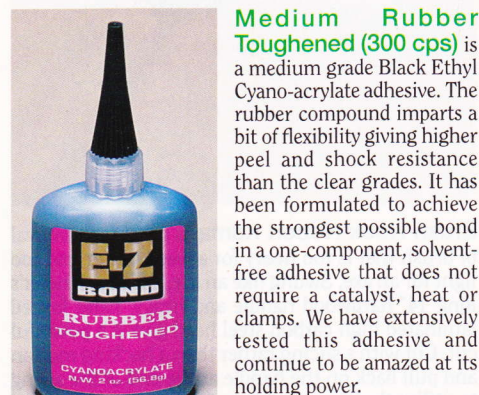 Medium Rubber
Toughened (300 cps) is
a medium grade Black Ethyl
Cyano-acrylate adhesive. The
rubber compound imparts a
bit of flexibility giving higher
peel and shock resistance
than the clear grades. It has
been formulated to achieve
the strongest possible bond
in a one-component, solvent-
free adhesive that does not
require a catalyst, heat or
clamps. We have extensively
tested this adhesive and
continue to be amazed at its
holding power.
E-Z
BOND
RUBBER
TOUGHENED
CYANOACRYLATE
N.W. 2 oz. (56.8g)